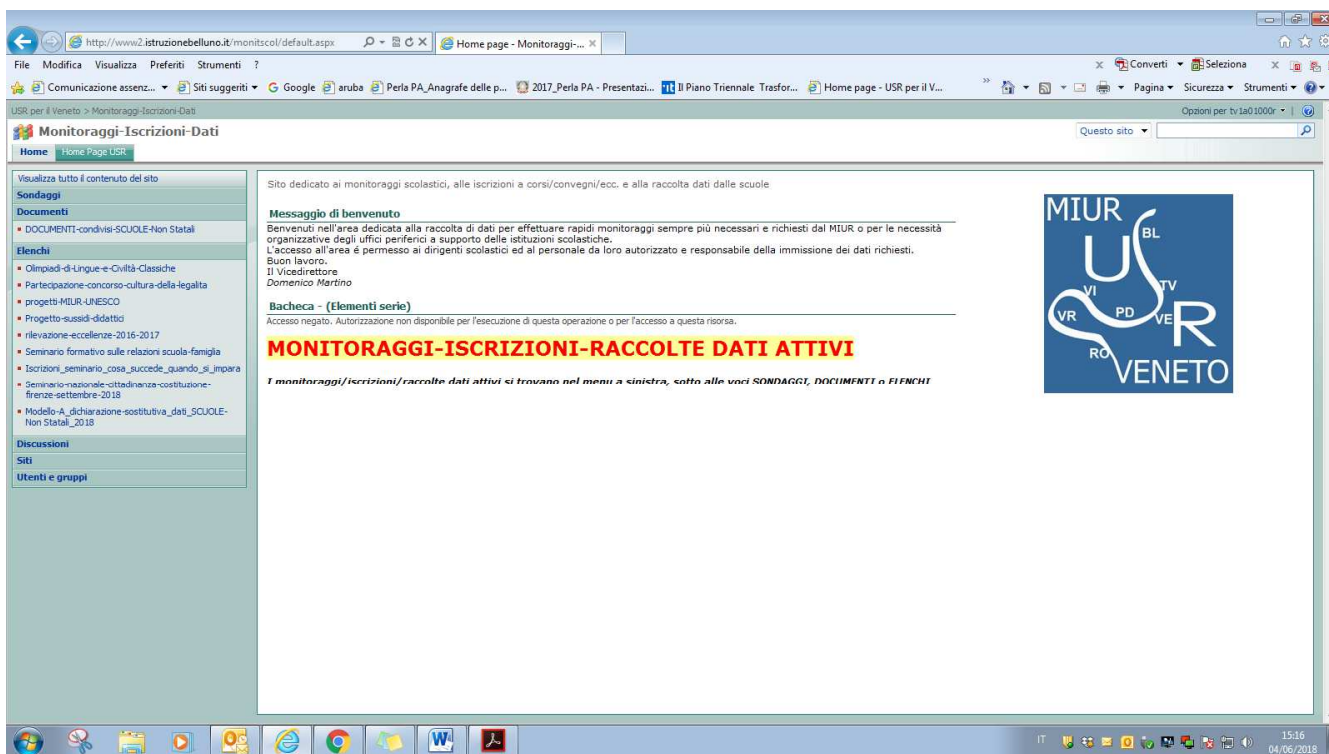 http://www2.istruzionebelluno.it/monitscol/default.aspx
Home page - Monitoraggi-...
File Modifica Visualizza Preferiti Strumenti ?
Converti Seleziona
Comunicazione assenz... Siti suggeriti Google aruba Perla PA_Anagrafe delle p... 2017_Perla PA - Presentazi... Il Piano Triennale Trasfor... Home page - USR per il V... Pagina Sicurezza Strumenti
USR per il Veneto > Monitoraggi-Iscrizioni-Dati
Opzioni per tv1a01000r
Monitoraggi-Iscrizioni-Dati
Questo sito
Home Home Page USR
Visualizza tutto il contenuto del sito
Sondaggi
Documenti
DOCUMENTI-condivisi-SCUOLE-Non Statali
Elenchi
Olimpiadi-di-Lingue-e-Civiltà-Classiche
Partecipazione-concorso-cultura-della-legalita
progetti-MIUR-UNESCO
Progetto-sussidi-didattici
rilevazione-eccellenze-2016-2017
Seminario formativo sulle relazioni scuola-famiglia
Iscrizioni_seminario_cosa_succede_quando_si_impara
Seminario-nazionale-cittadinanza-costituzione-
firenze-settembre-2018
Modello-A_dichiarazione-sostitutiva_dati_SCUOLE-
Non Statali_2018
Discussioni
Siti
Utenti e gruppi
Sito dedicato ai monitoraggi scolastici, alle iscrizioni a corsi/convegni/ecc. e alla raccolta dati dalle scuole
Messaggio di benvenuto
Benvenuti nell'area dedicata alla raccolta di dati per effettuare rapidi monitoraggi sempre più necessari e richiesti dal MIUR o per le necessità
organizzative degli uffici periferici a supporto delle istituzioni scolastiche.
L'accesso all'area é permesso ai dirigenti scolastici ed al personale da loro autorizzato e responsabile della immissione dei dati richiesti.
Buon lavoro.
Il Vicedirettore
Domenico Martino
Bacheca - (Elementi serie)
Accesso negato. Autorizzazione non disponibile per l'esecuzione di questa operazione o per l'accesso a questa risorsa.
MONITORAGGI-ISCRIZIONI-RACCOLTE DATI ATTIVI
I monitoraggi/iscrizioni/raccolte dati attivi si trovano nel menu a sinistra, sotto alle voci SONDAGGI, DOCUMENTI o ELENCHI
MIUR
USR
BL
VI
TV
VR
PD
VE
RO
VENETO
IT
15:16
04/06/2018